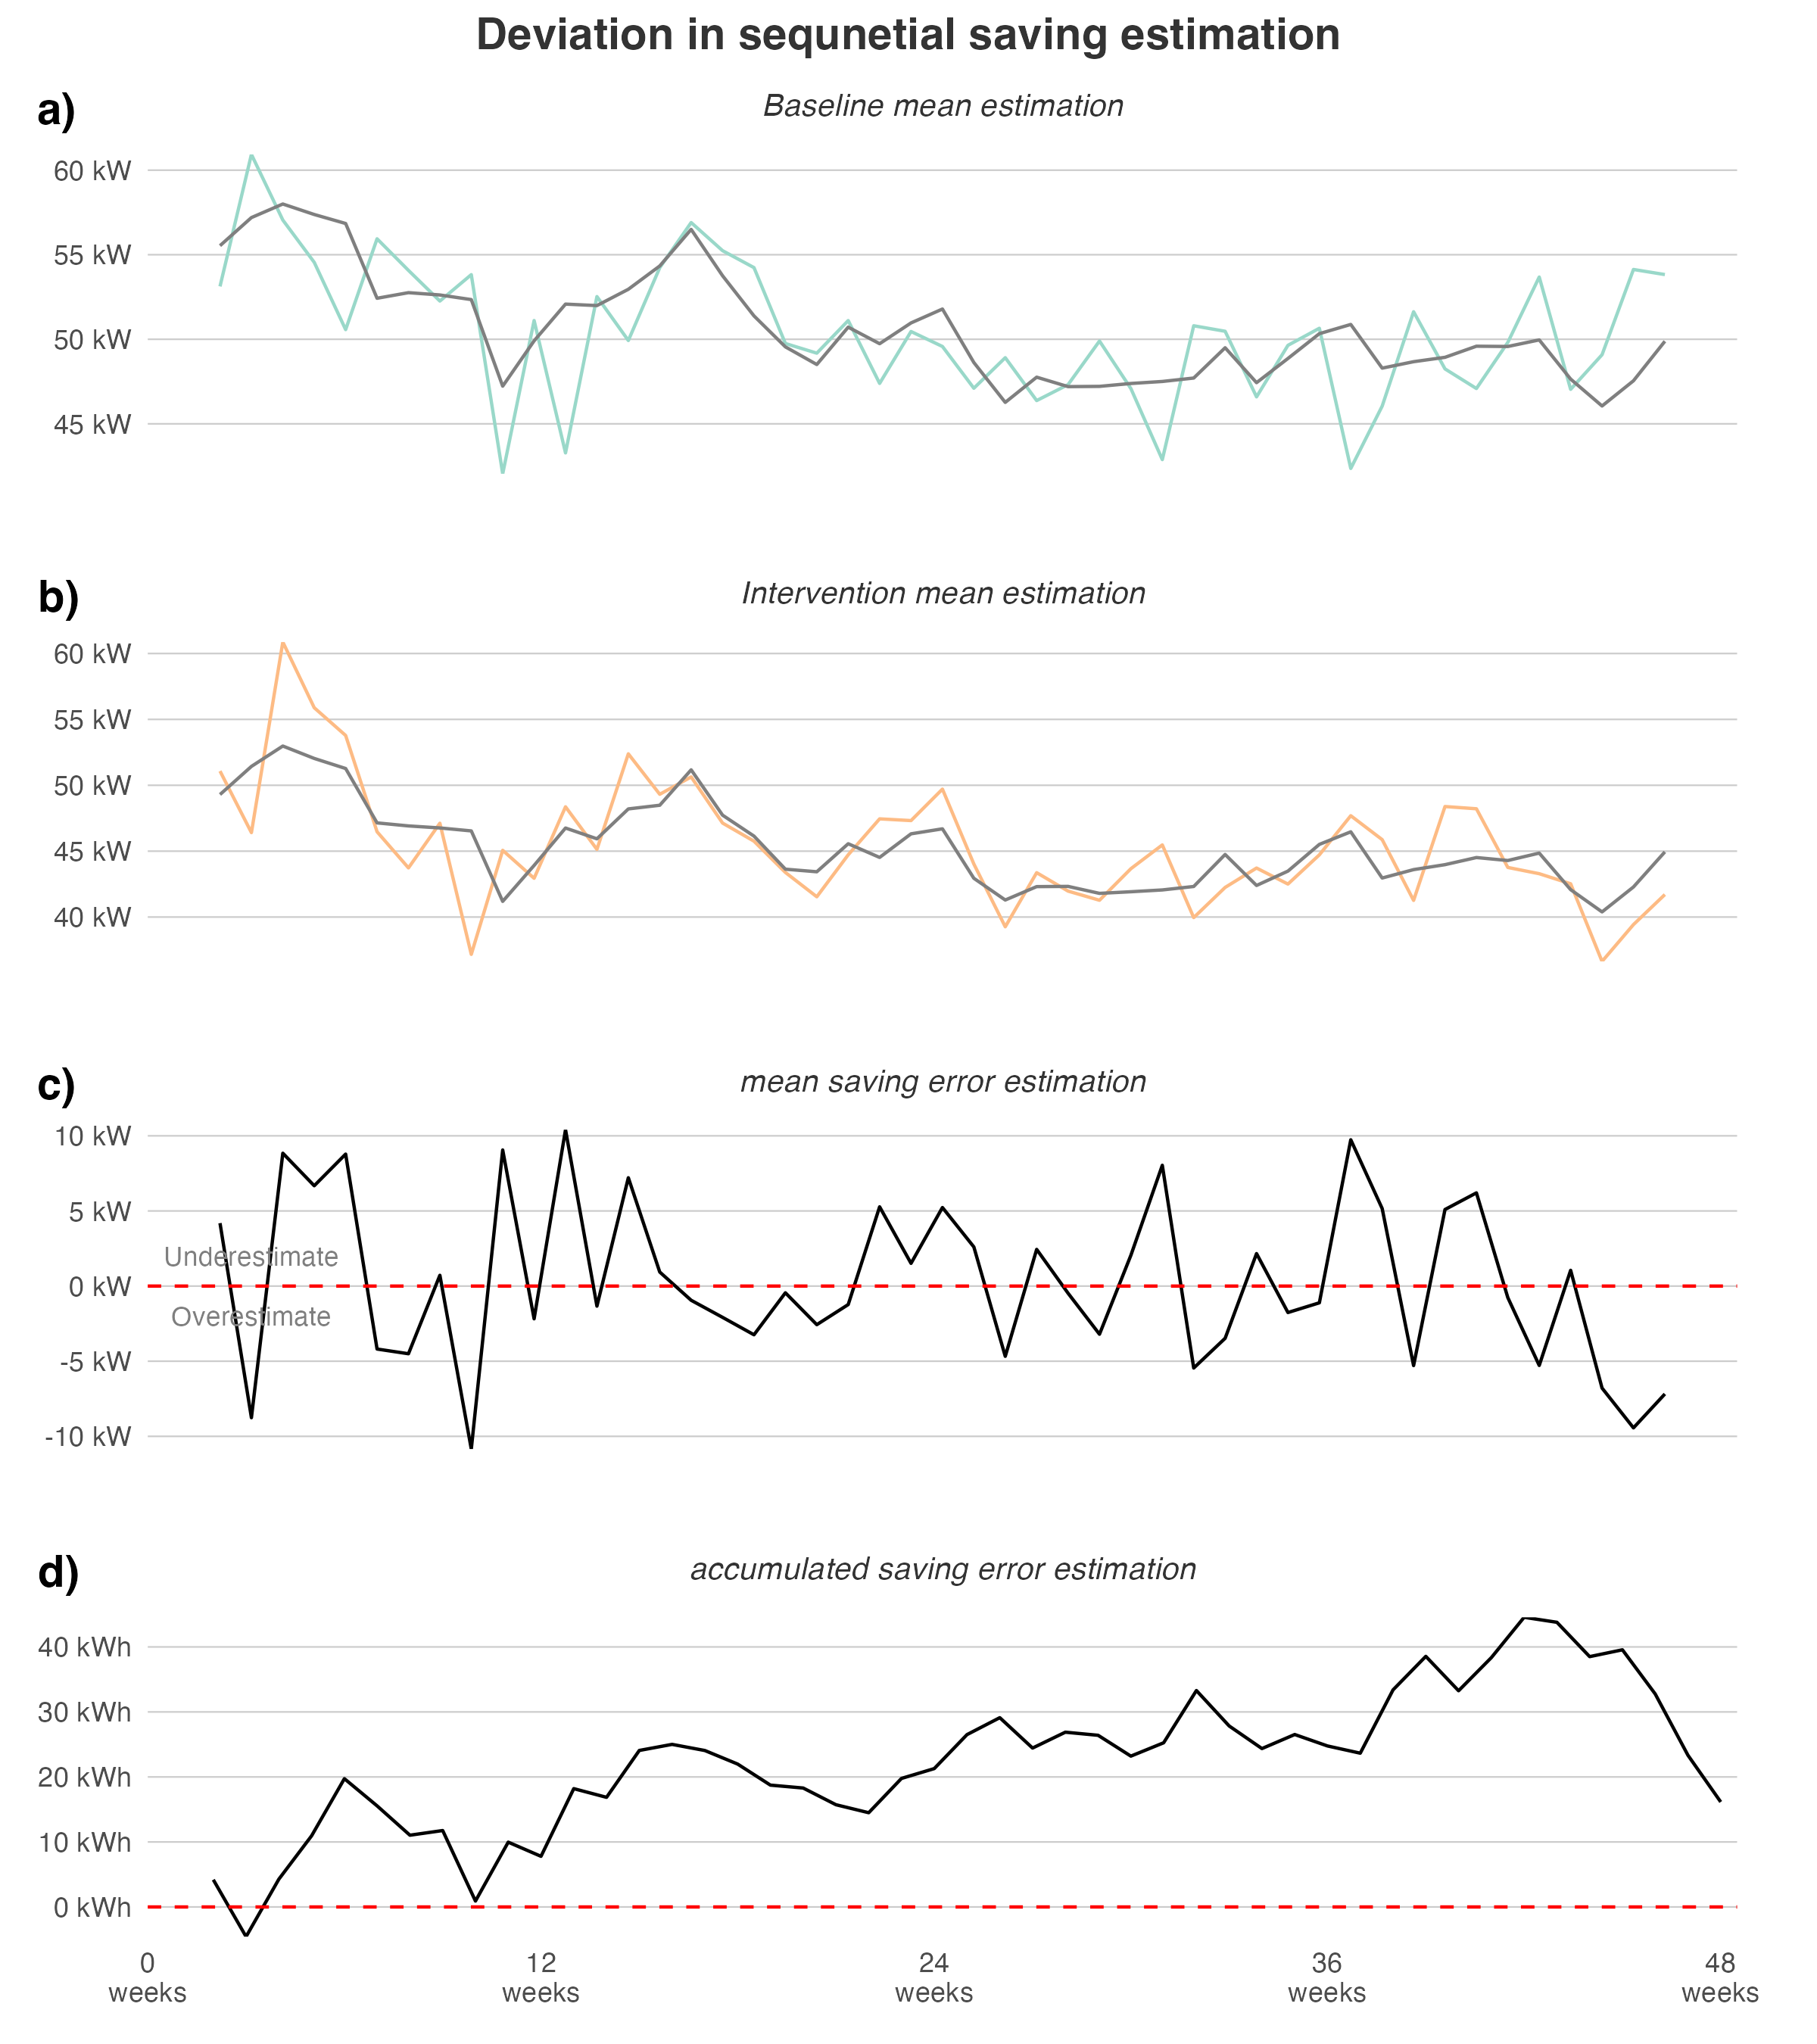 Deviation in sequnetial saving estimation
a)
Baseline mean estimation
60 kW
55 kW
50 kW
45 kW
b)
Intervention mean estimation
60 kW
55 kW
50 kW
45 kW
40 kW
c)
mean saving error estimation
10 kW
5 kW
Underestimate
0 kW
Overestimate
-5 kW
-10 kW
d)
accumulated saving error estimation
40 kWh
30 kWh
20 kWh
10 kWh
0 kWh
0 12 24 36 48
weeks weeks weeks weeks weeks